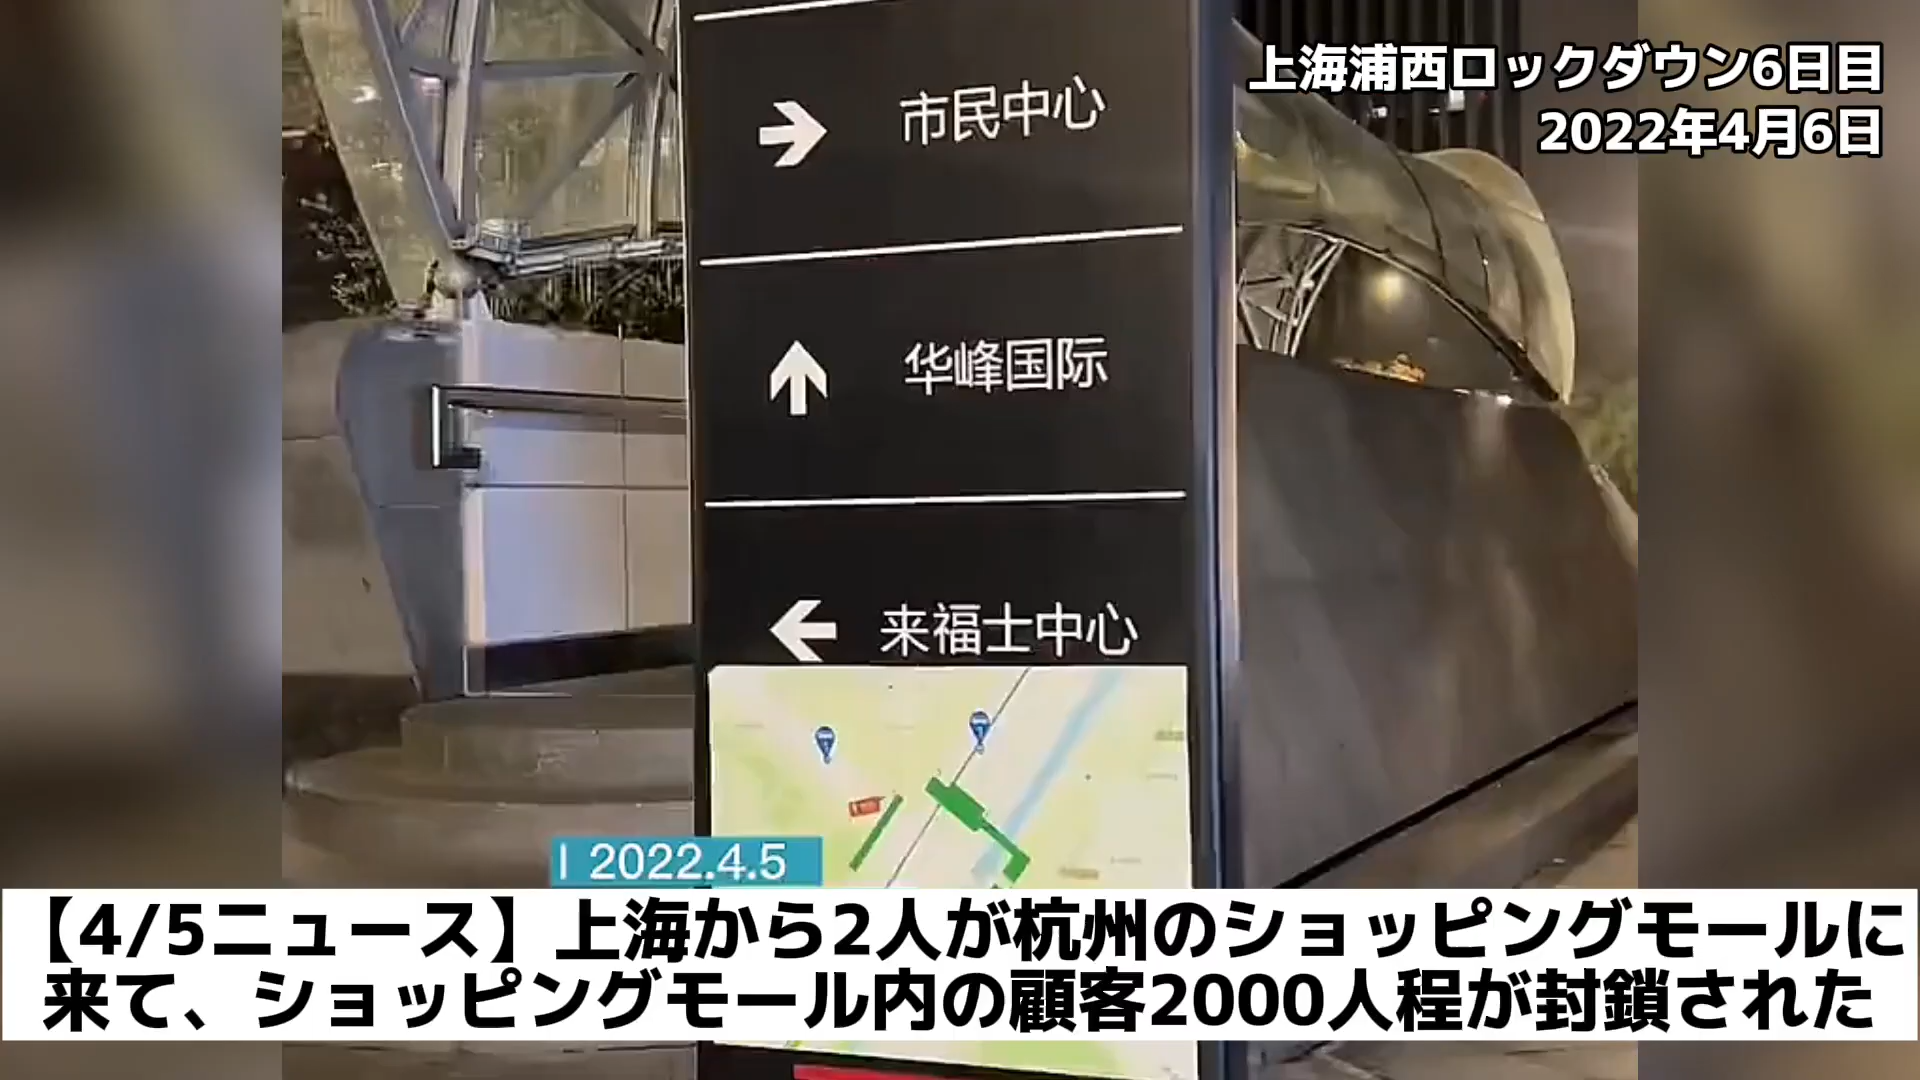 上海浦西ロックダウン6日目
2022年4月6日
市民中心
华峰国际
来福士中心
2022.4.5
【4/5ニュース】上海から2人が杭州のショッピングモールに
来て、ショッピングモール内の顧客2000人程が封鎖された